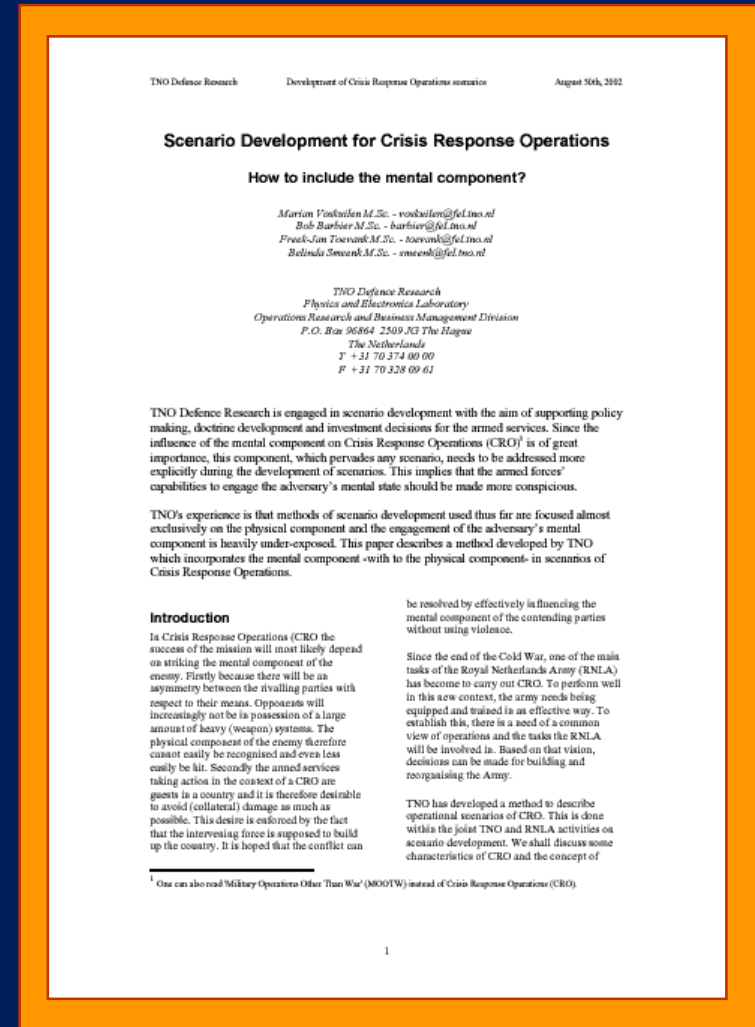 TNO Defence Research Development of Crisis Response Operations scenarios August 30th, 2002
Scenario Development for Crisis Response Operations
How to include the mental component?
Marian Voskuilen M.Sc. - voskuilen@fel.tno.nl
Bob Barbier M.Sc. - barbier@fel.tno.nl
Freek-Jan Toevank M.Sc. - toevank@fel.tno.nl
Belinda Smeenk M.Sc. - smeenk@fel.tno.nl
TNO Defence Research
Physics and Electronics Laboratory
Operations Research and Business Management Division
P.O. Box 96864 2509 JG The Hague
The Netherlands
T +31 70 374 00 00
F +31 70 328 09 61
TNO Defence Research is engaged in scenario development with the aim of supporting policy
making, doctrine development and investment decisions for the armed services. Since the
influence of the mental component on Crisis Response Operations (CRO)¹ is of great
importance, this component, which pervades any scenario, needs to be addressed more
explicitly during the development of scenarios. This implies that the armed forces'
capabilities to engage the adversary's mental state should be made more conspicious.
TNO's experience is that methods of scenario development used thus far are focused almost
exclusively on the physical component and the engagement of the adversary's mental
component is heavily under-exposed. This paper describes a method developed by TNO
which incorporates the mental component -with to the physical component- in scenarios of
Crisis Response Operations.
Introduction
In Crisis Response Operations (CRO the
success of the mission will most likely depend
on striking the mental component of the
enemy. Firstly because there will be an
asymmetry between the rivalling parties with
respect to their means. Opponents will
increasingly not be in possession of a large
amount of heavy (weapon) systems. The
physical component of the enemy therefore
cannot easily be recognised and even less
easily be hit. Secondly the armed services
taking action in the context of a CRO are
guests in a country and it is therefore desirable
to avoid (collateral) damage as much as
possible. This desire is enforced by the fact
that the intervening force is supposed to build
up the country. It is hoped that the conflict can
be resolved by effectively influencing the
mental component of the contending parties
without using violence.
Since the end of the Cold War, one of the main
tasks of the Royal Netherlands Army (RNLA)
has become to carry out CRO. To perform well
in this new context, the army needs being
equipped and trained in an effective way. To
establish this, there is a need of a common
view of operations and the tasks the RNLA
will be involved in. Based on that vision,
decisions can be made for building and
reorganising the Army.
TNO has developed a method to describe
operational scenarios of CRO. This is done
within the joint TNO and RNLA activities on
scenario development. We shall discuss some
characteristics of CRO and the concept of
¹ One can also read 'Military Operations Other Than War' (MOOTW) instead of Crisis Response Operations (CRO).
1